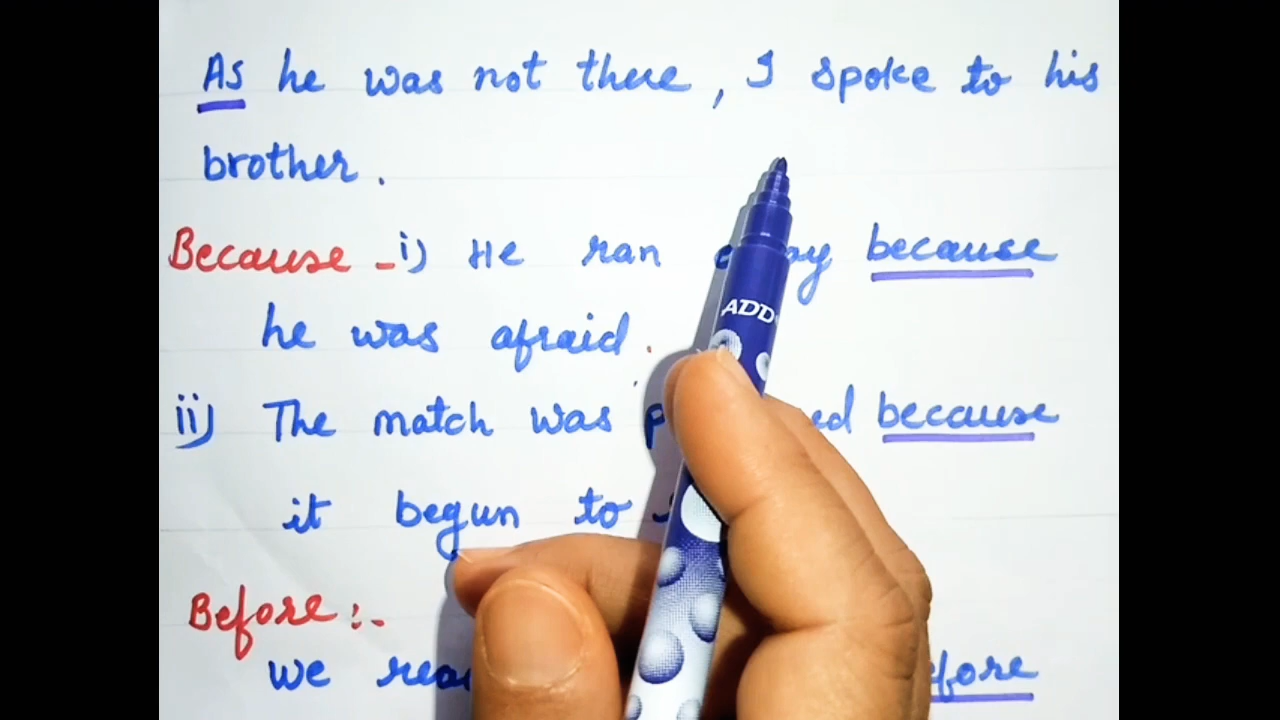 As he was not there, I spoke to his
brother.
Because - i) He ran because
he was afraid.
ii) The match was because
it begun to
Before :-
we
ADD